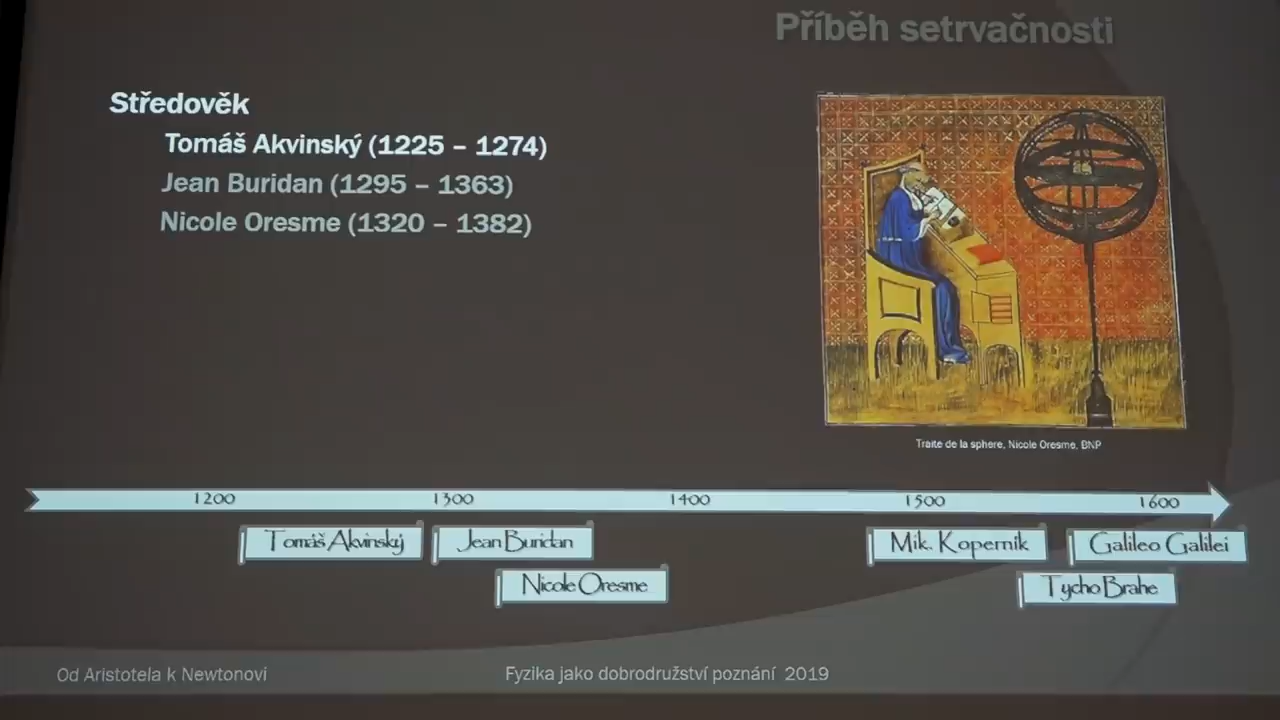 Příběh setrvačnosti
Středověk
Tomáš Akvinský (1225 – 1274)
Jean Buridan (1295 – 1363)
Nicole Oresme (1320 – 1382)
Traite de la sphere, Nicole Oresme, BNP
1200 1300 1400 1500 1600
Tomáš Akvinský Jean Buridan Mik. Koperník Galileo Galilei
Nicole Oresme Tycho Brahe
Od Aristotela k Newtonovi Fyzika jako dobrodružství poznání 2019